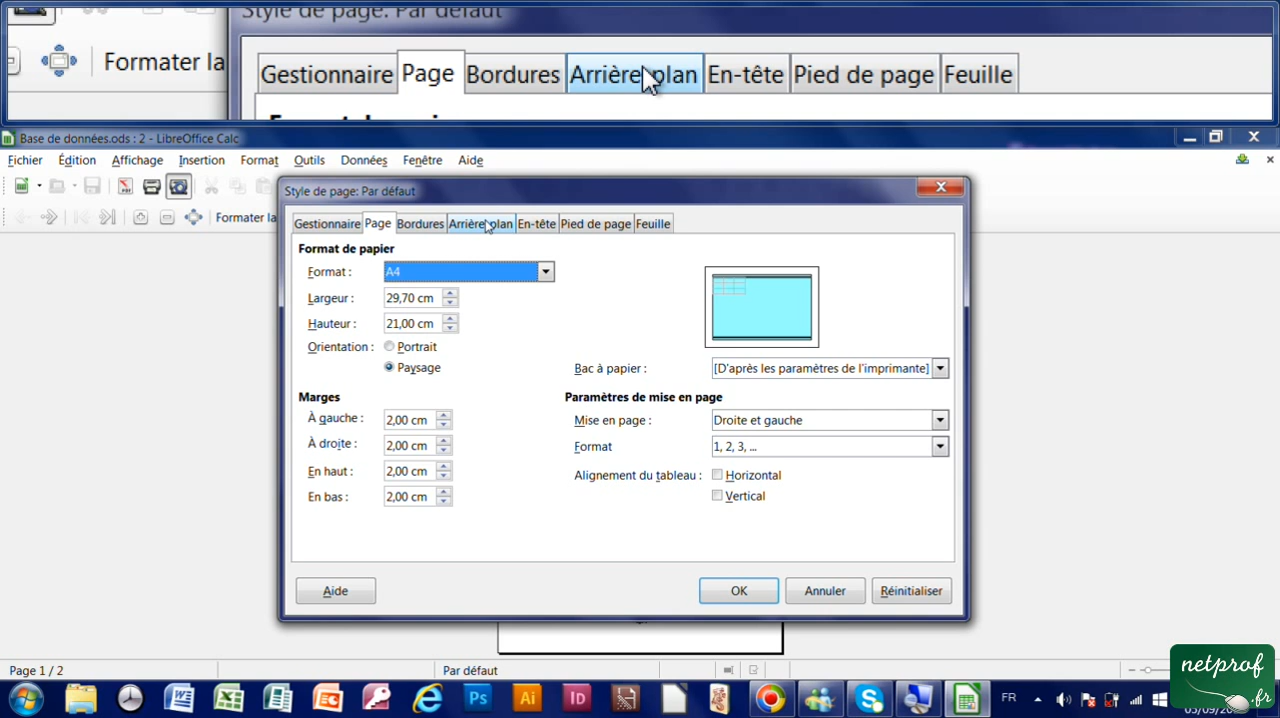 Style de page: Par défaut
Formater la
Gestionnaire Page Bordures Arrière-plan En-tête Pied de page Feuille
Base de données.ods : 2 - LibreOffice Calc
Fichier Édition Affichage Insertion Format Outils Données Fenêtre Aide
Style de page: Par défaut
Formater la
Gestionnaire Page Bordures Arrière-plan En-tête Pied de page Feuille
Format de papier
Format : A4
Largeur : 29,70 cm
Hauteur : 21,00 cm
Orientation : Portrait
Paysage
Bac à papier : [D'après les paramètres de l'imprimante]
Marges
Paramètres de mise en page
À gauche : 2,00 cm
Mise en page : Droite et gauche
À droite : 2,00 cm
Format 1, 2, 3, ...
En haut : 2,00 cm
Alignement du tableau : Horizontal
En bas : 2,00 cm
Vertical
Aide OK Annuler Réinitialiser
Page 1 / 2 Par défaut
Ps Ai Id FR
netprof
.fr